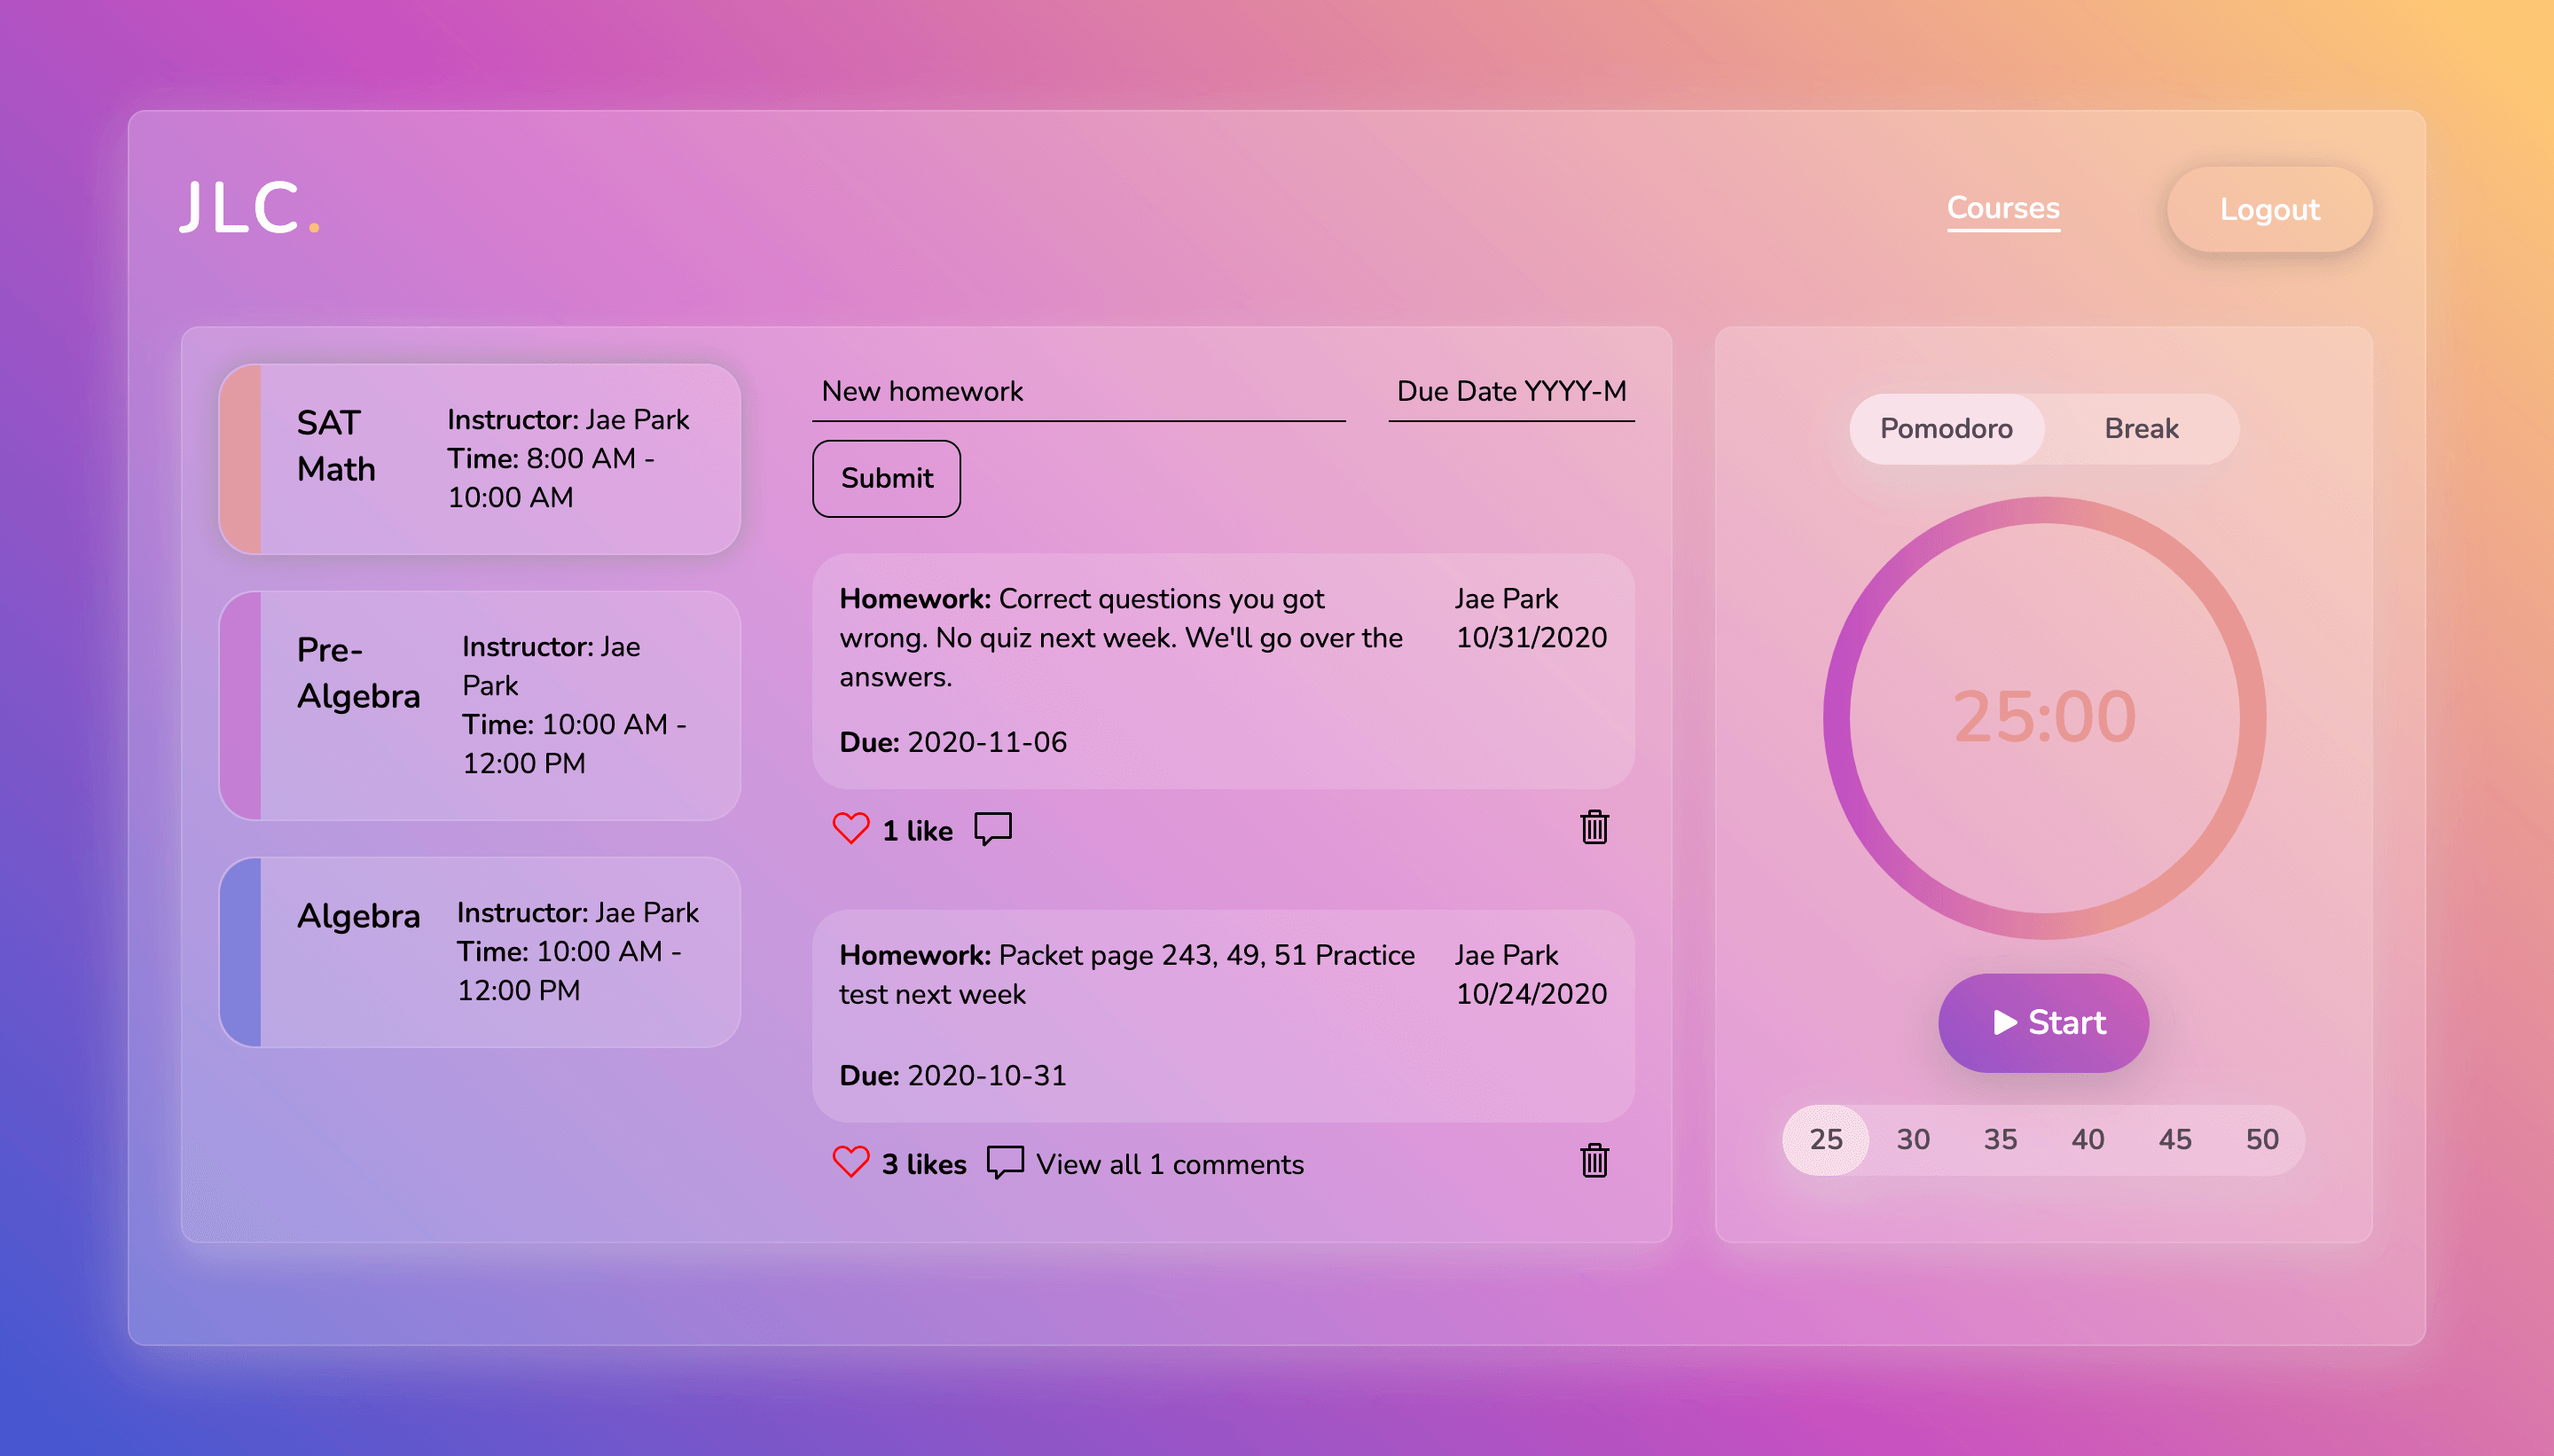 JLC.
Courses
Logout
SAT
Math
Instructor: Jae Park
Time: 8:00 AM -
10:00 AM
Pre-
Algebra
Instructor: Jae
Park
Time: 10:00 AM -
12:00 PM
Algebra
Instructor: Jae Park
Time: 10:00 AM -
12:00 PM
New homework
Due Date YYYY-M
Submit
Homework: Correct questions you got
wrong. No quiz next week. We'll go over the
answers.
Jae Park
10/31/2020
Due: 2020-11-06
1 like
Homework: Packet page 243, 49, 51 Practice
test next week
Jae Park
10/24/2020
Due: 2020-10-31
3 likes View all 1 comments
Pomodoro Break
25:00
Start
25 30 35 40 45 50